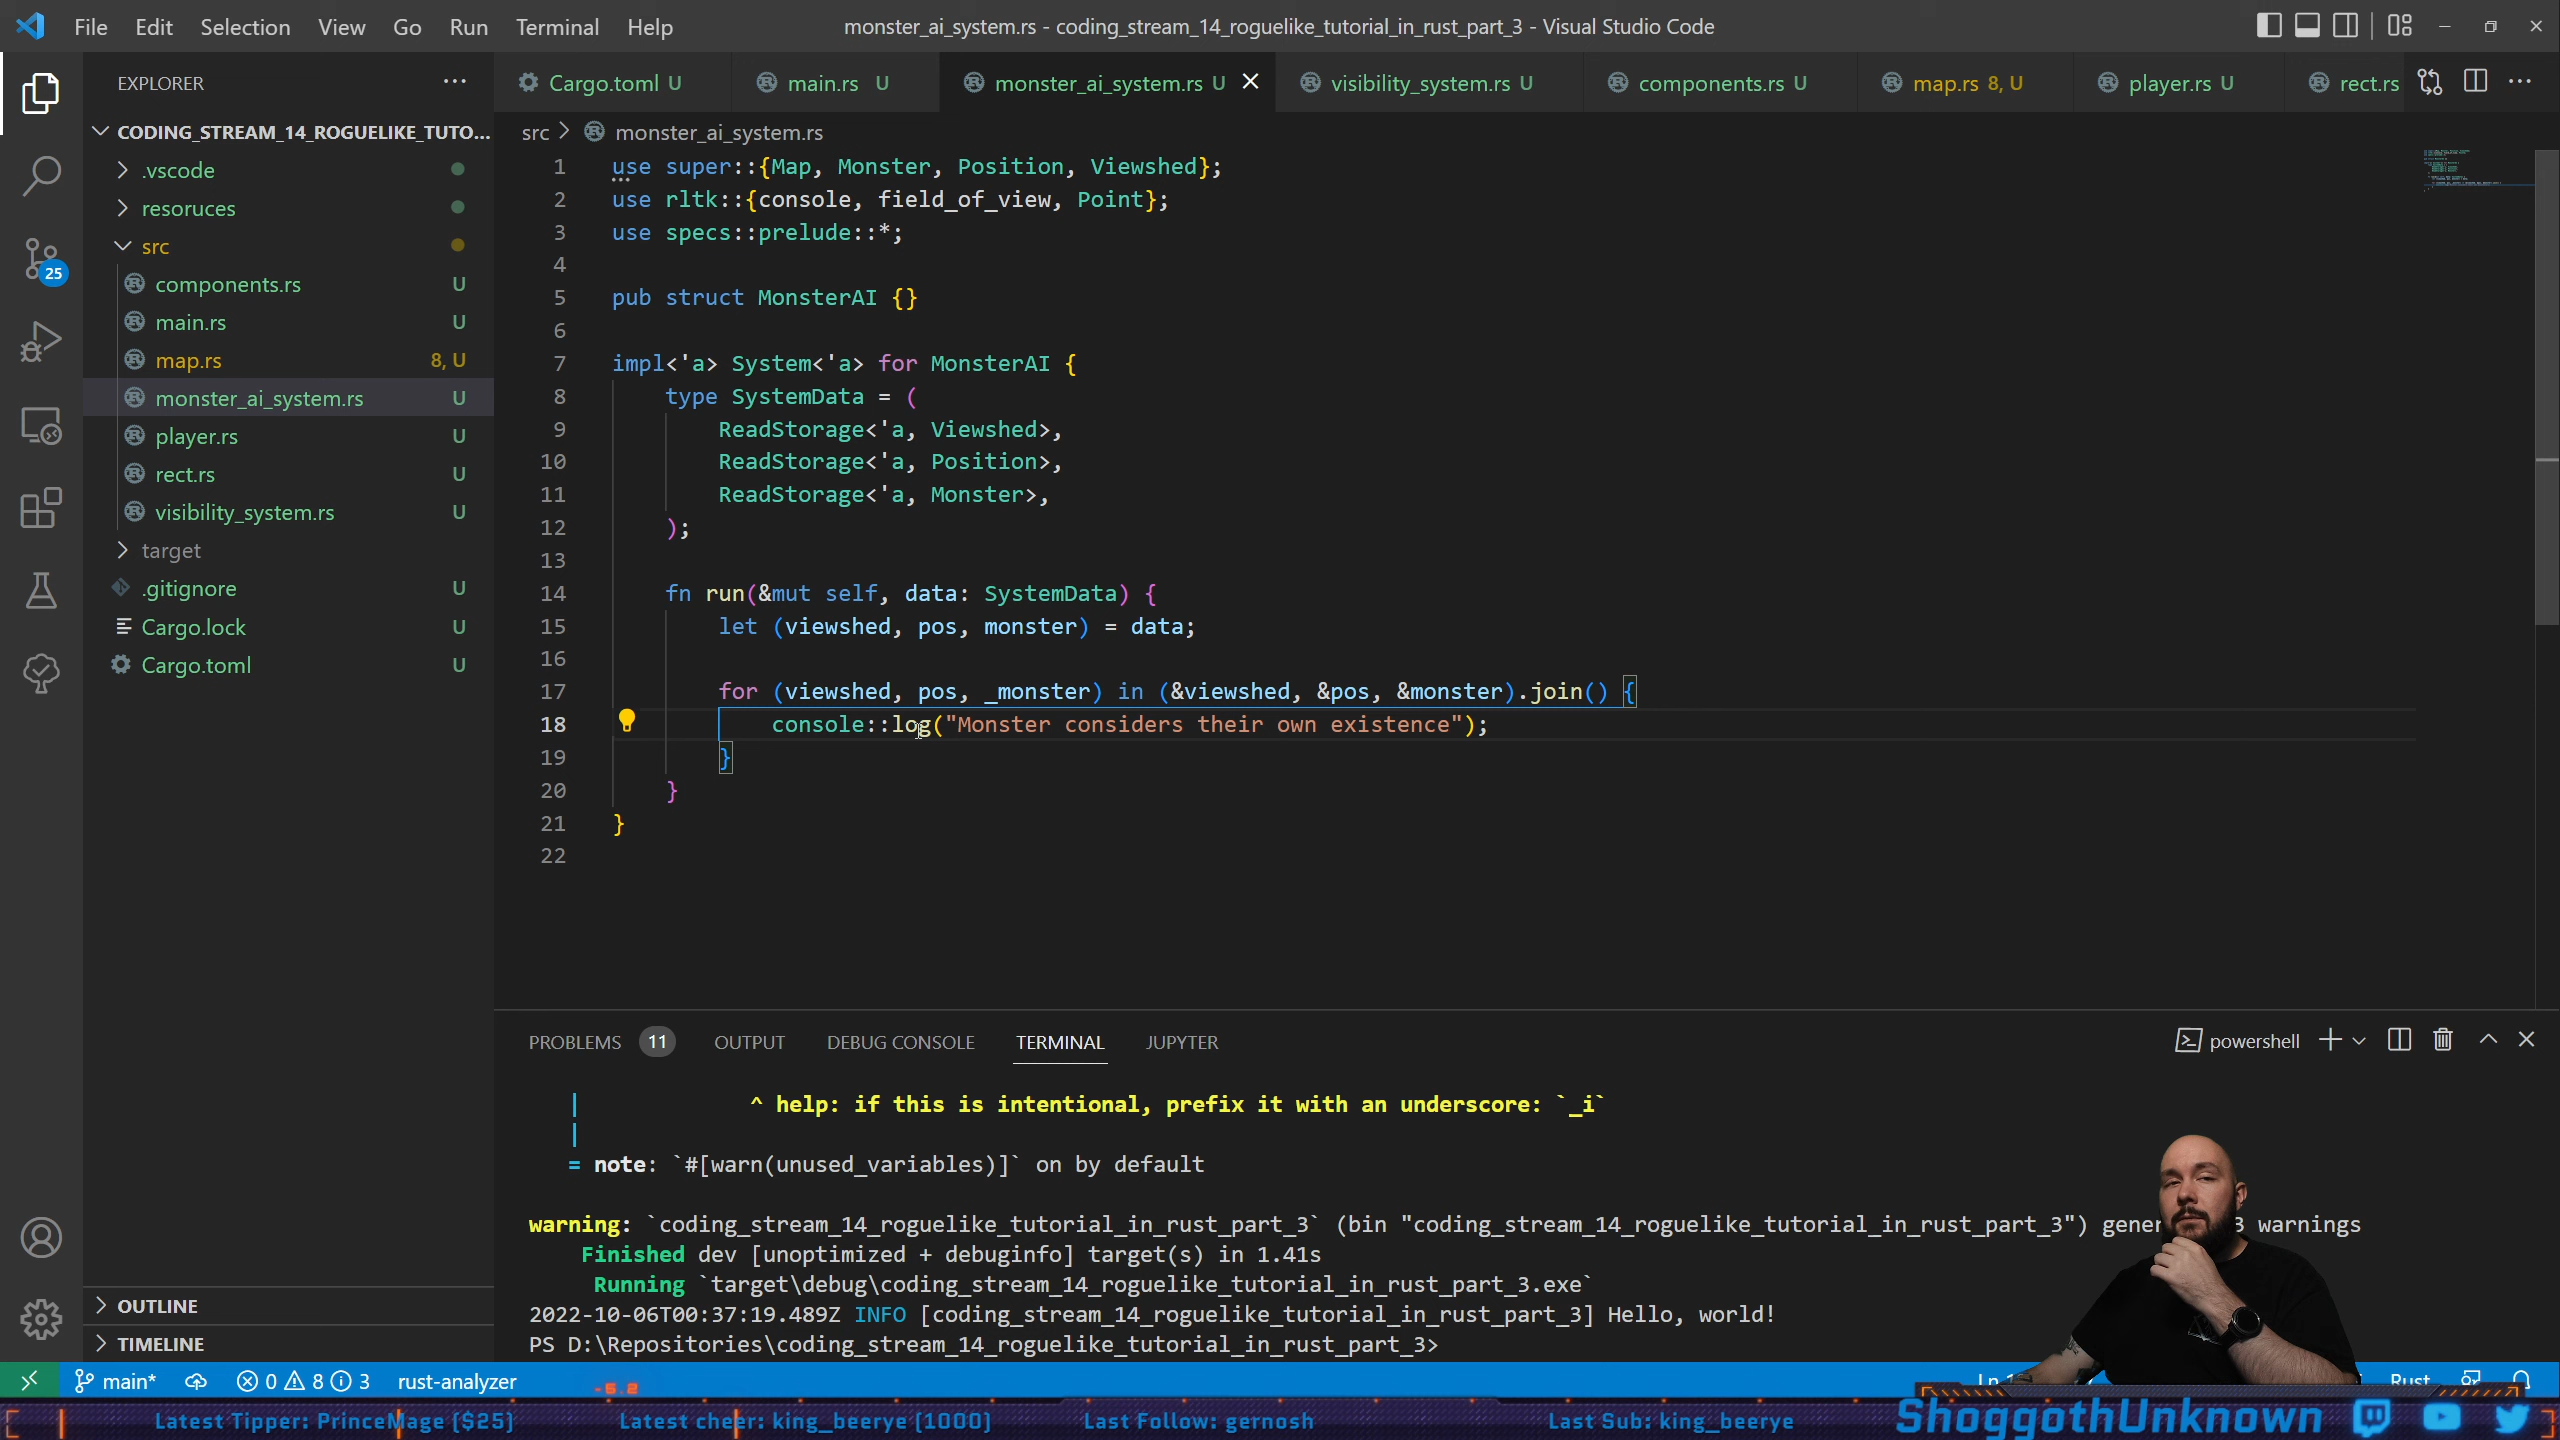 File Edit Selection View Go Run Terminal Help
monster_ai_system.rs - coding_stream_14_roguelike_tutorial_in_rust_part_3 - Visual Studio Code
EXPLORER
Cargo.toml U main.rs U monster_ai_system.rs U visibility_system.rs U components.rs U map.rs 8, U player.rs U rect.rs
CODING_STREAM_14_ROGUELIKE_TUTO...
.vscode
resoruces
src
components.rs U
main.rs U
map.rs 8, U
monster_ai_system.rs U
player.rs U
rect.rs U
visibility_system.rs U
target
.gitignore U
Cargo.lock U
Cargo.toml U
25
OUTLINE
TIMELINE
src > monster_ai_system.rs
1 use super::{Map, Monster, Position, Viewshed};
2 use rltk::{console, field_of_view, Point};
3 use specs::prelude::*;
4
5 pub struct MonsterAI {}
6
7 impl<'a> System<'a> for MonsterAI {
8 type SystemData = (
9 ReadStorage<'a, Viewshed>,
10 ReadStorage<'a, Position>,
11 ReadStorage<'a, Monster>,
12 );
13
14 fn run(&mut self, data: SystemData) {
15 let (viewshed, pos, monster) = data;
16
17 for (viewshed, pos, _monster) in (&viewshed, &pos, &monster).join() {
18 console::log("Monster considers their own existence");
19 }
20 }
21 }
22
PROBLEMS 11 OUTPUT DEBUG CONSOLE TERMINAL JUPYTER
powershell
| ^ help: if this is intentional, prefix it with an underscore: `_i`
|
= note: `#[warn(unused_variables)]` on by default
warning: `coding_stream_14_roguelike_tutorial_in_rust_part_3` (bin "coding_stream_14_roguelike_tutorial_in_rust_part_3") gener 3 warnings
Finished dev [unoptimized + debuginfo] target(s) in 1.41s
Running `target\debug\coding_stream_14_roguelike_tutorial_in_rust_part_3.exe`
2022-10-06T00:37:19.489Z INFO [coding_stream_14_roguelike_tutorial_in_rust_part_3] Hello, world!
PS D:\Repositories\coding_stream_14_roguelike_tutorial_in_rust_part_3>
main* 0 8 3 rust-analyzer Rust
-6.2
Latest Tipper: PrinceMage ($25) Latest cheer: king_beerye (1000) Last Follow: gernosh Last Sub: king_beerye ShoggothUnknown